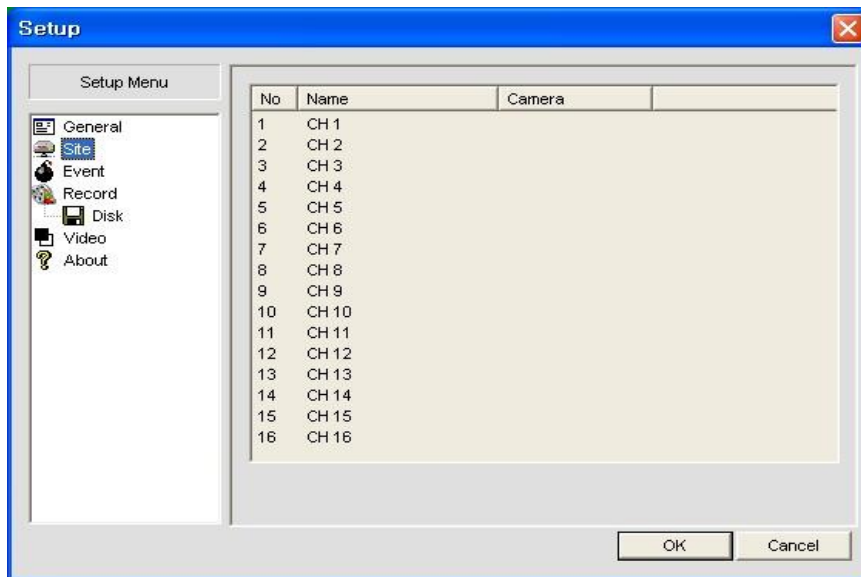 Setup
Setup Menu
General
Site
Event
Record
Disk
Video
About
No Name Camera
1 CH 1
2 CH 2
3 CH 3
4 CH 4
5 CH 5
6 CH 6
7 CH 7
8 CH 8
9 CH 9
10 CH 10
11 CH 11
12 CH 12
13 CH 13
14 CH 14
15 CH 15
16 CH 16
OK Cancel